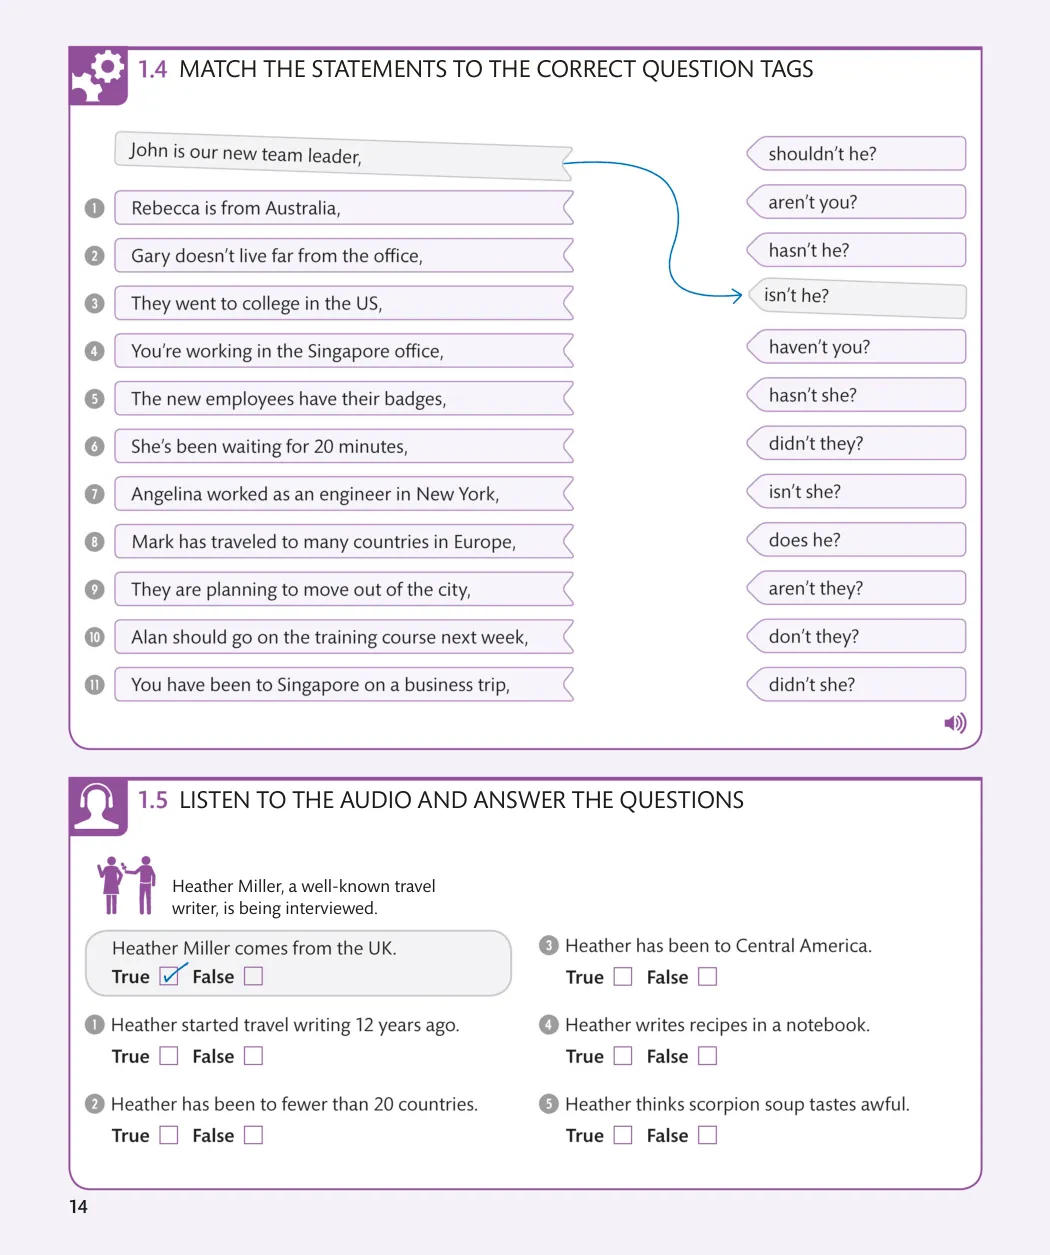 1.4 MATCH THE STATEMENTS TO THE CORRECT QUESTION TAGS
John is our new team leader,
1 Rebecca is from Australia,
2 Gary doesn't live far from the office,
3 They went to college in the US,
4 You're working in the Singapore office,
5 The new employees have their badges,
6 She's been waiting for 20 minutes,
7 Angelina worked as an engineer in New York,
8 Mark has traveled to many countries in Europe,
9 They are planning to move out of the city,
10 Alan should go on the training course next week,
11 You have been to Singapore on a business trip,
shouldn't he?
aren't you?
hasn't he?
isn't he?
haven't you?
hasn't she?
didn't they?
isn't she?
does he?
aren't they?
don't they?
didn't she?
1.5 LISTEN TO THE AUDIO AND ANSWER THE QUESTIONS
Heather Miller, a well-known travel
writer, is being interviewed.
Heather Miller comes from the UK.
True False
1 Heather started travel writing 12 years ago.
True False
2 Heather has been to fewer than 20 countries.
True False
3 Heather has been to Central America.
True False
4 Heather writes recipes in a notebook.
True False
5 Heather thinks scorpion soup tastes awful.
True False
14